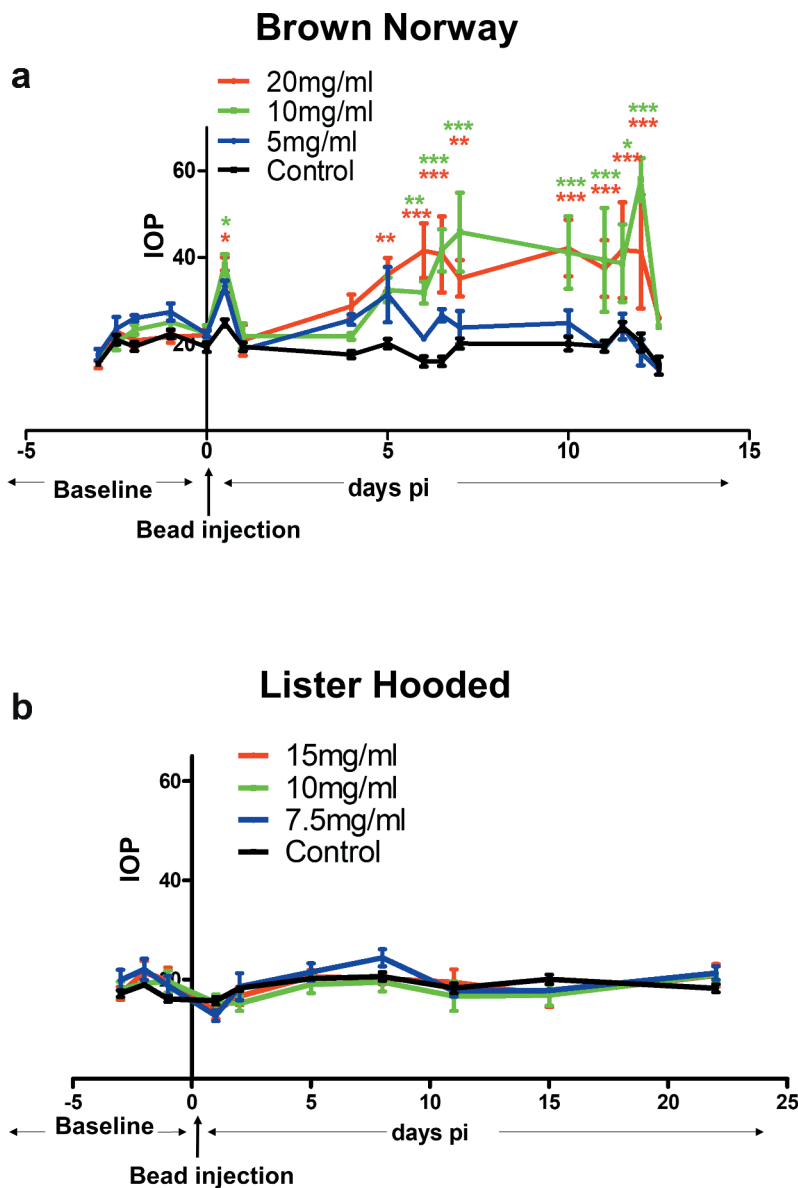 Brown Norway
a
20mg/ml
10mg/ml
5mg/ml
Control
***
***
*
***
***
**
***
***
**
***
***
***
***
***
*
*
**
60
IOP
40
20
-5
0
5
10
15
Baseline
days pi
Bead injection
Lister Hooded
b
15mg/ml
10mg/ml
7.5mg/ml
Control
60
IOP
40
20
-5
0
5
10
15
20
25
Baseline
days pi
Bead injection